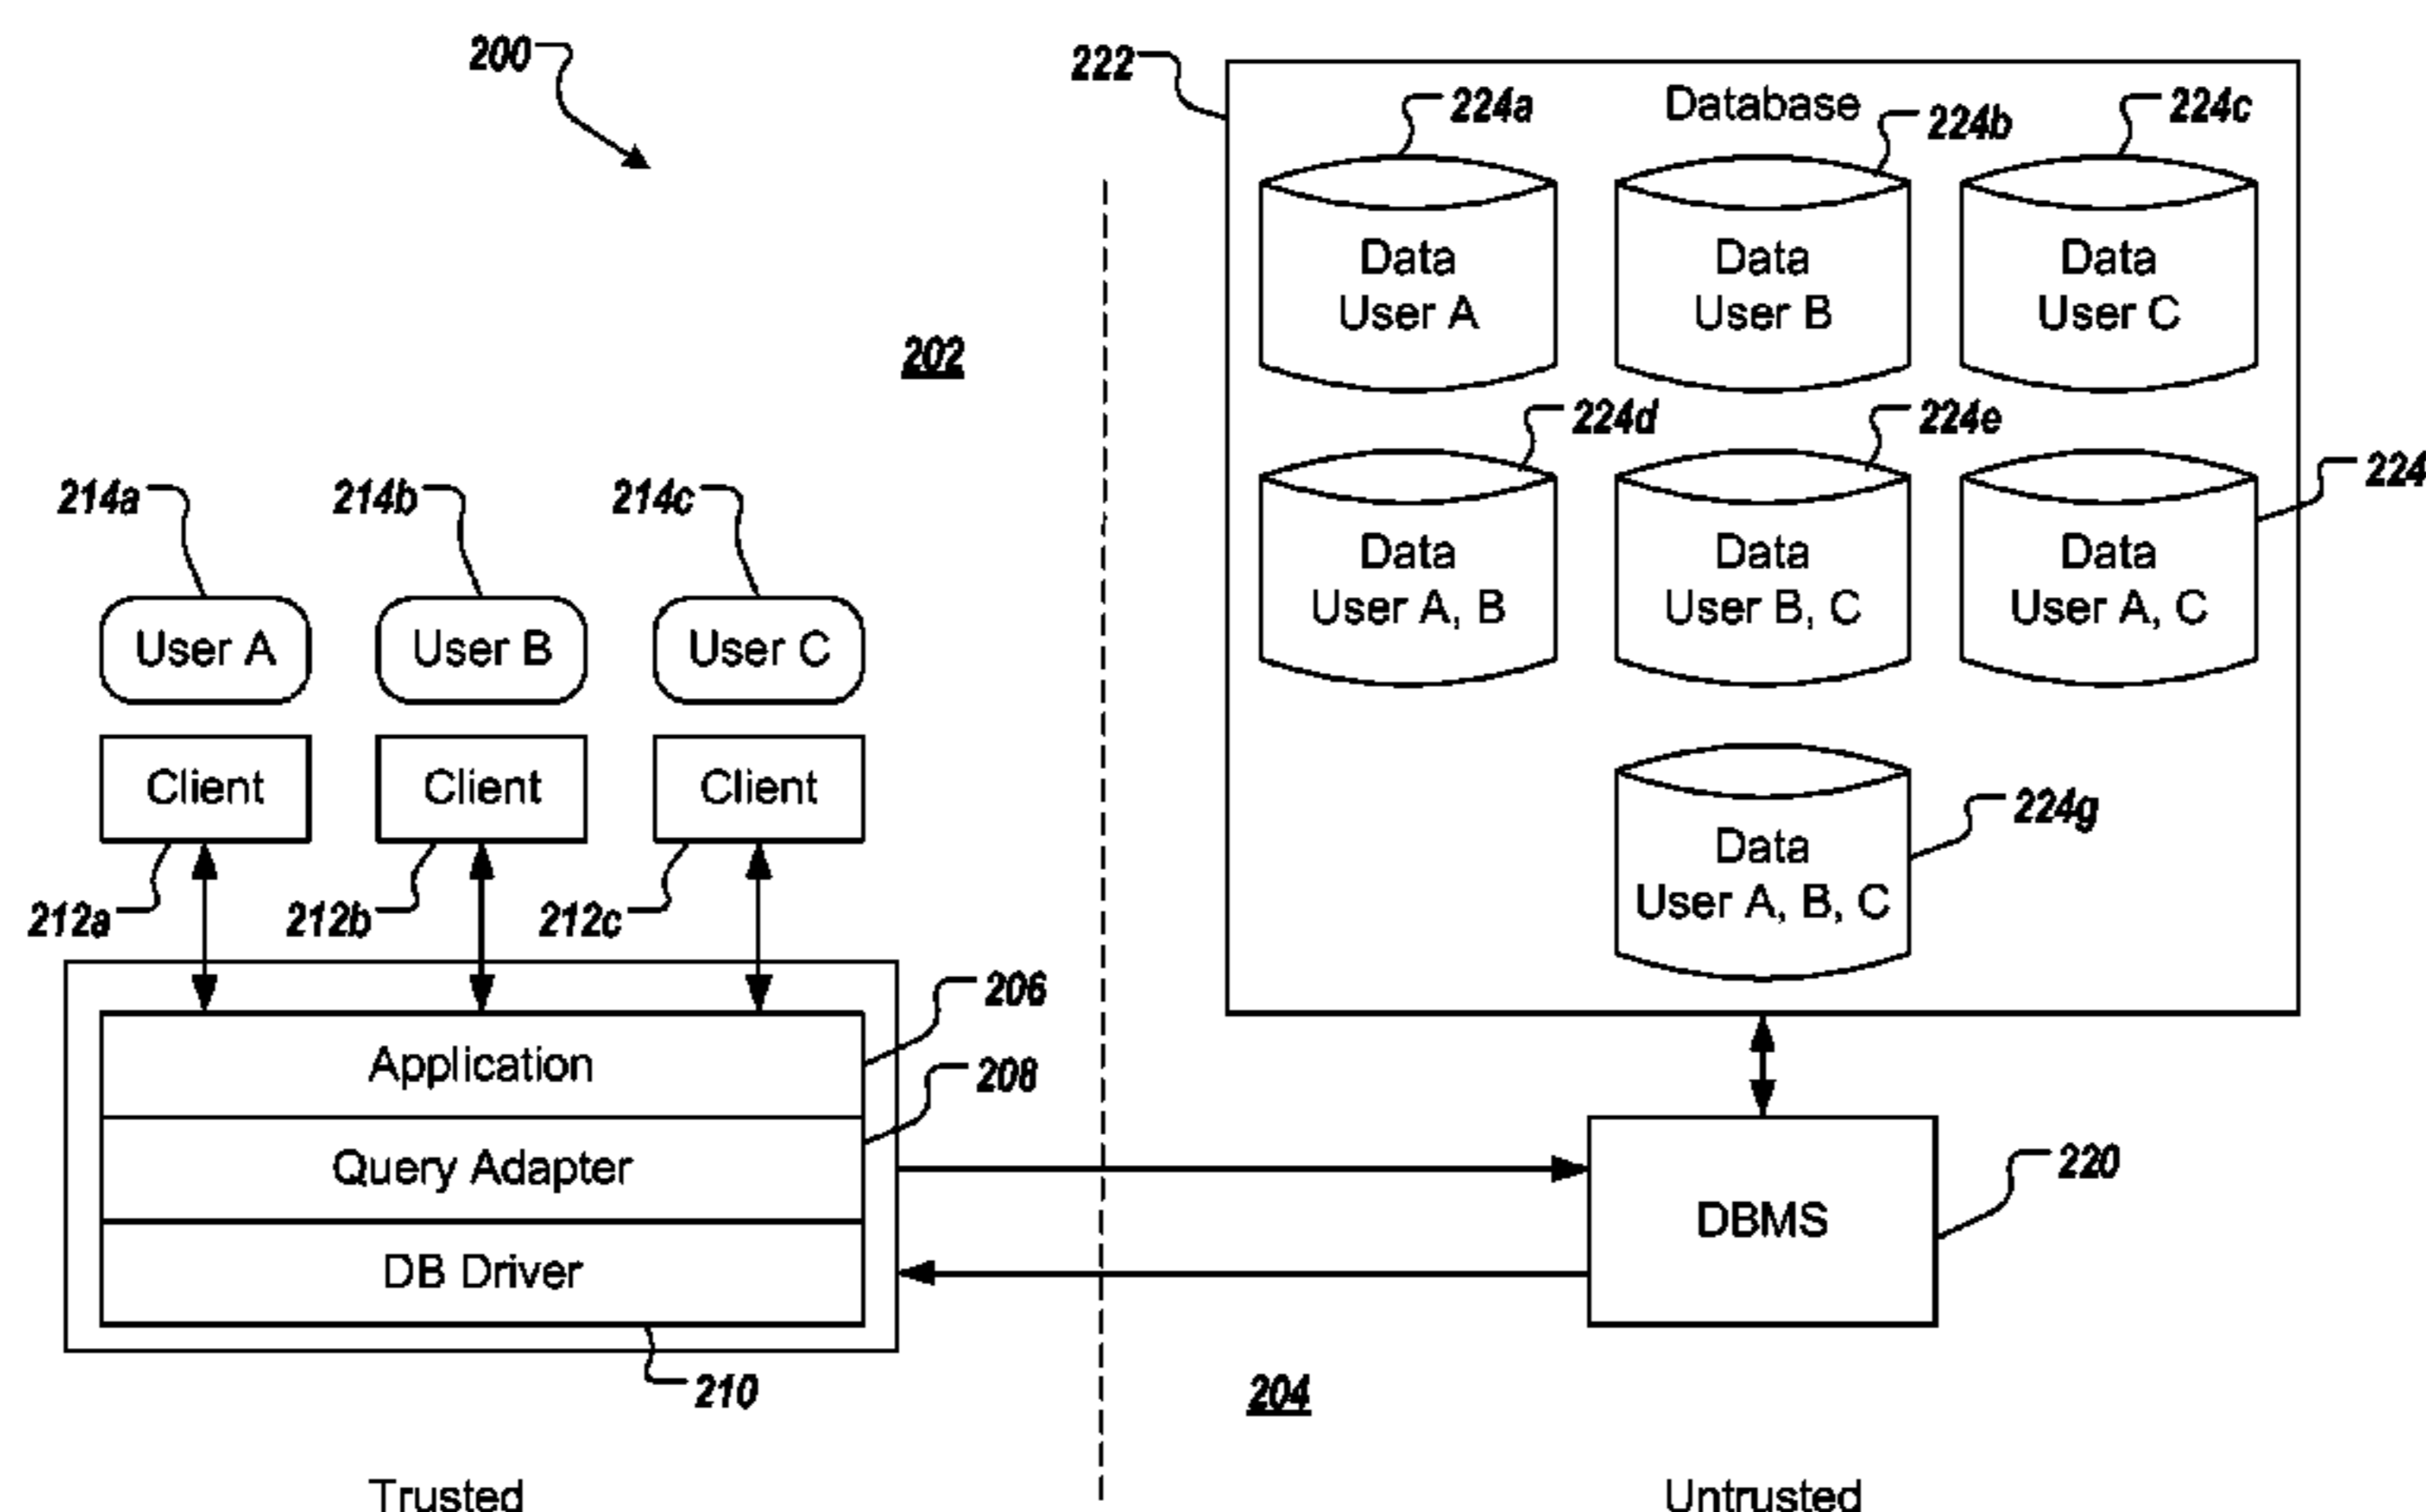 200
222
Database
224a
224b
224c
Data
User A
Data
User B
Data
User C
202
224d
224e
224
Data
User A, B
Data
User B, C
Data
User A, C
214a
214b
214c
User A
User B
User C
Client
Client
Client
224g
Data
User A, B, C
212a
212b
212c
206
Application
208
Query Adapter
DB Driver
210
220
DBMS
204
Trusted
Untrusted